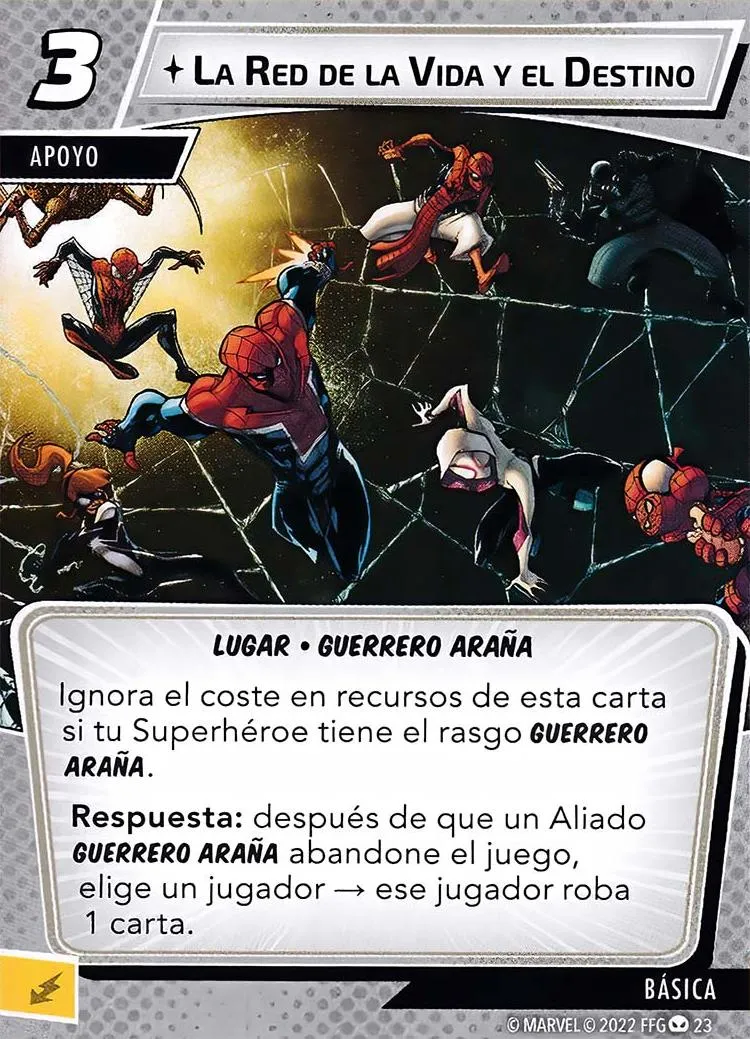 3
LA RED DE LA VIDA Y EL DESTINO
APOYO
LUGAR • GUERRERO ARAÑA
Ignora el coste en recursos de esta carta
si tu Superhéroe tiene el rasgo GUERRERO
ARAÑA.
Respuesta: después de que un Aliado
GUERRERO ARAÑA abandone el juego,
elige un jugador → ese jugador roba
1 carta.
BÁSICA
© MARVEL © 2022 FFG 23